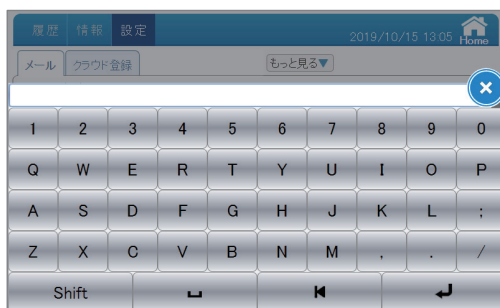 履歴 情報 設定 2019/10/15 13:05 Home
メール クラウド登録 もっと見る▼
1 2 3 4 5 6 7 8 9 0
Q W E R T Y U I O P
A S D F G H J K L ;
Z X C V B N M , . /
Shift